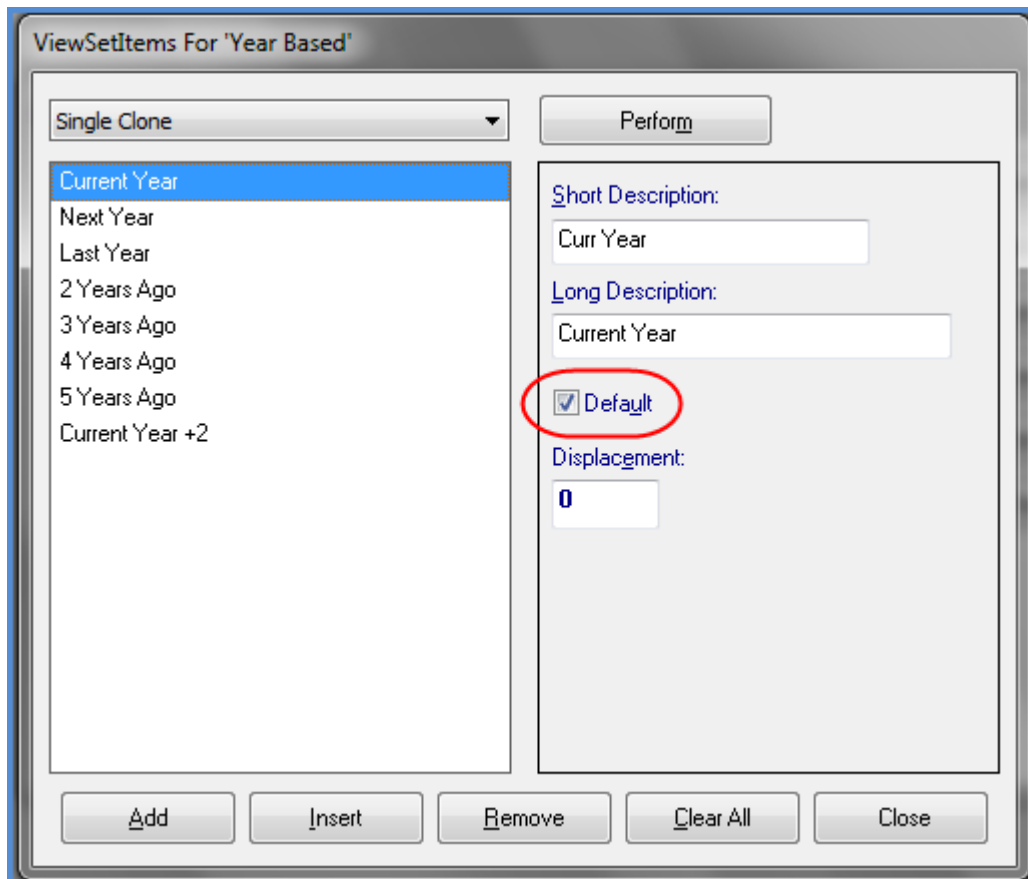 ViewSetItems For 'Year Based'
Single Clone
Perform
Current Year
Next Year
Last Year
2 Years Ago
3 Years Ago
4 Years Ago
5 Years Ago
Current Year +2
Short Description:
Curr Year
Long Description:
Current Year
Default
Displacement:
0
Add
Insert
Remove
Clear All
Close